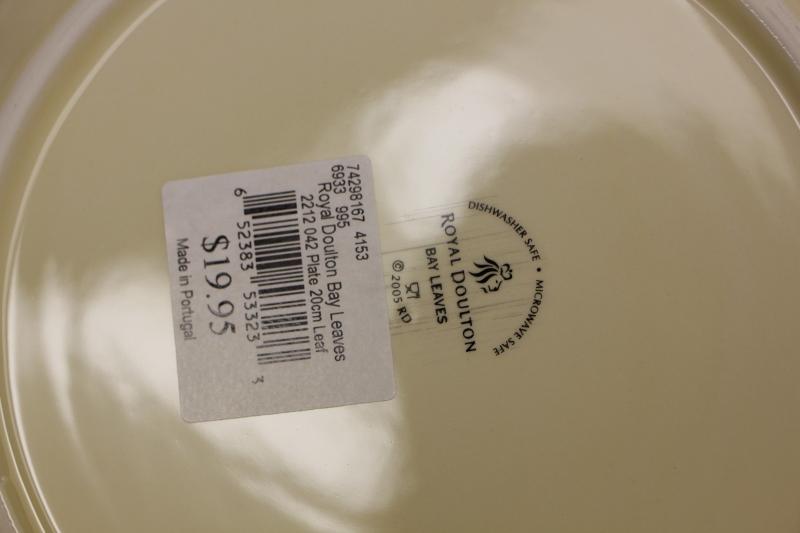 74298167 4153
6933 995
Royal Doulton Bay Leaves
2212 042 Plate 20cm Leaf
6 52383 53323 3
$19.95
Made in Portugal
DISHWASHER SAFE • MICROWAVE SAFE
ROYAL DOULTON
BAY LEAVES
© 2005 RD